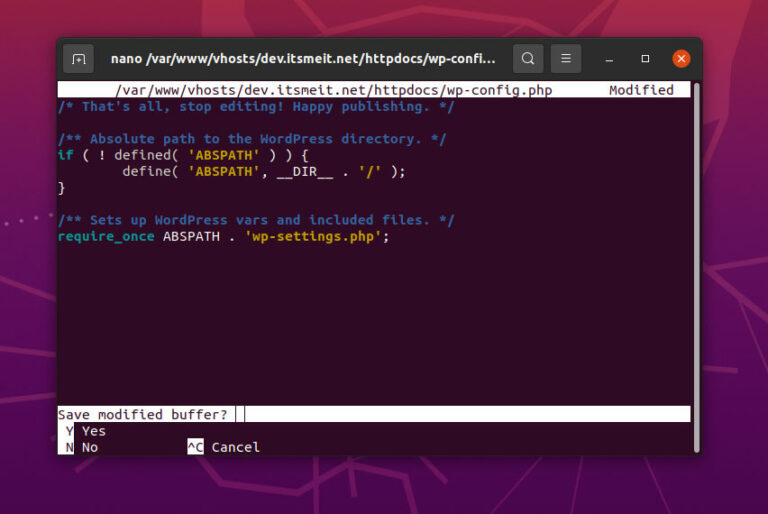 nano /var/www/vhosts/dev.itsmeit.net/httpdocs/wp-confi...
/var/www/vhosts/dev.itsmeit.net/httpdocs/wp-config.php Modified
/* That's all, stop editing! Happy publishing. */
/** Absolute path to the WordPress directory. */
if ( ! defined( 'ABSPATH' ) ) {
define( 'ABSPATH', __DIR__ . '/' );
}
/** Sets up WordPress vars and included files. */
require_once ABSPATH . 'wp-settings.php';
Save modified buffer?
Y Yes
N No ^C Cancel